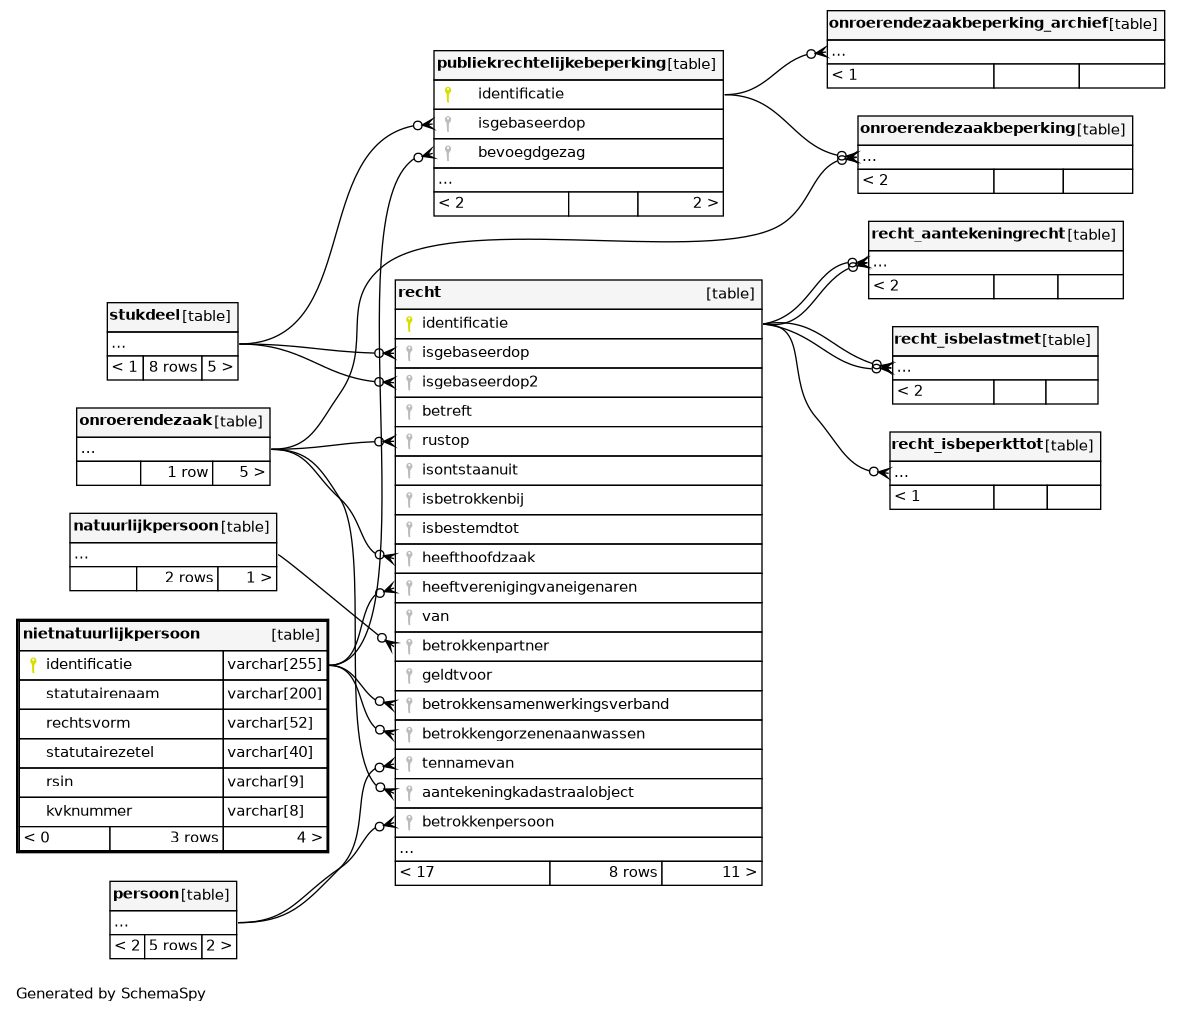 onroerendezaakbeperking_archief [table]
...
< 1
publiekrechtelijkebeperking [table]
identificatie
isgebaseerdop
bevoegdgezag
...
< 2 2 >
onroerendezaakbeperking [table]
...
< 2
recht_aantekeningrecht [table]
...
< 2
recht_isbelastmet [table]
...
< 2
recht_isbeperkttot [table]
...
< 1
recht [table]
identificatie
isgebaseerdop
isgebaseerdop2
betreft
rustop
isontstaanuit
isbetrokkenbij
isbestemdtot
heefthoofdzaak
heeftverenigingvaneigenaren
van
betrokkenpartner
geldtvoor
betrokkensamenwerkingsverband
betrokkengorzenenaanwassen
tennamevan
aantekeningkadastraalobject
betrokkenpersoon
...
< 17 8 rows 11 >
stukdeel [table]
...
< 1 8 rows 5 >
onroerendezaak [table]
...
1 row 5 >
natuurlijkpersoon [table]
...
2 rows 1 >
nietnatuurlijkpersoon [table]
identificatie varchar[255]
statutairenaam varchar[200]
rechtsvorm varchar[52]
statutairezetel varchar[40]
rsin varchar[9]
kvknummer varchar[8]
< 0 3 rows 4 >
persoon [table]
...
< 2 5 rows 2 >
Generated by SchemaSpy